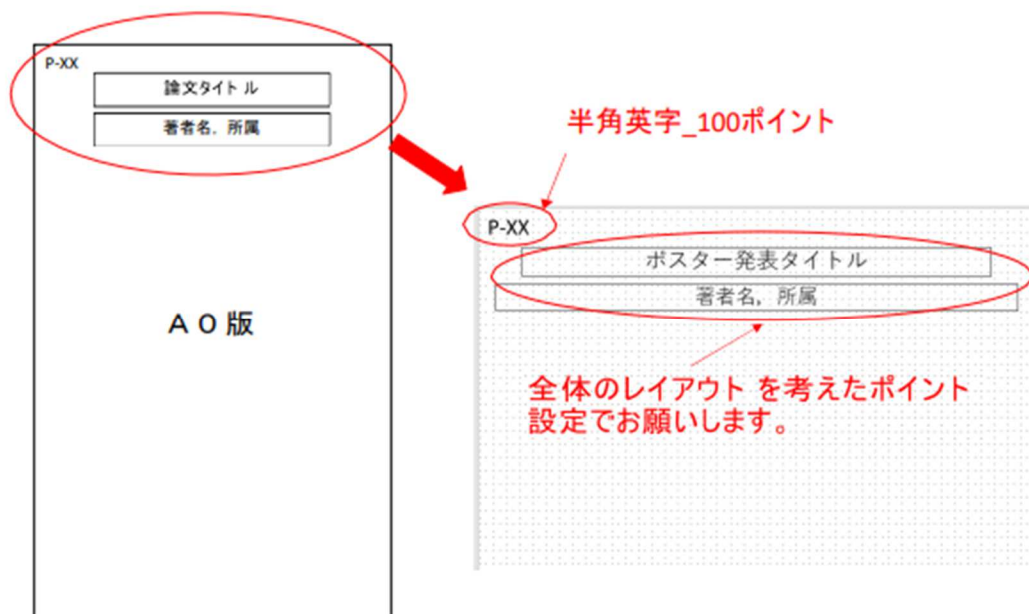 P-XX
論文タイトル
著者名，所属
A0版
半角英字_100ポイント
P-XX
ポスター発表タイトル
著者名，所属
全体のレイアウトを考えたポイント
設定でお願いします。